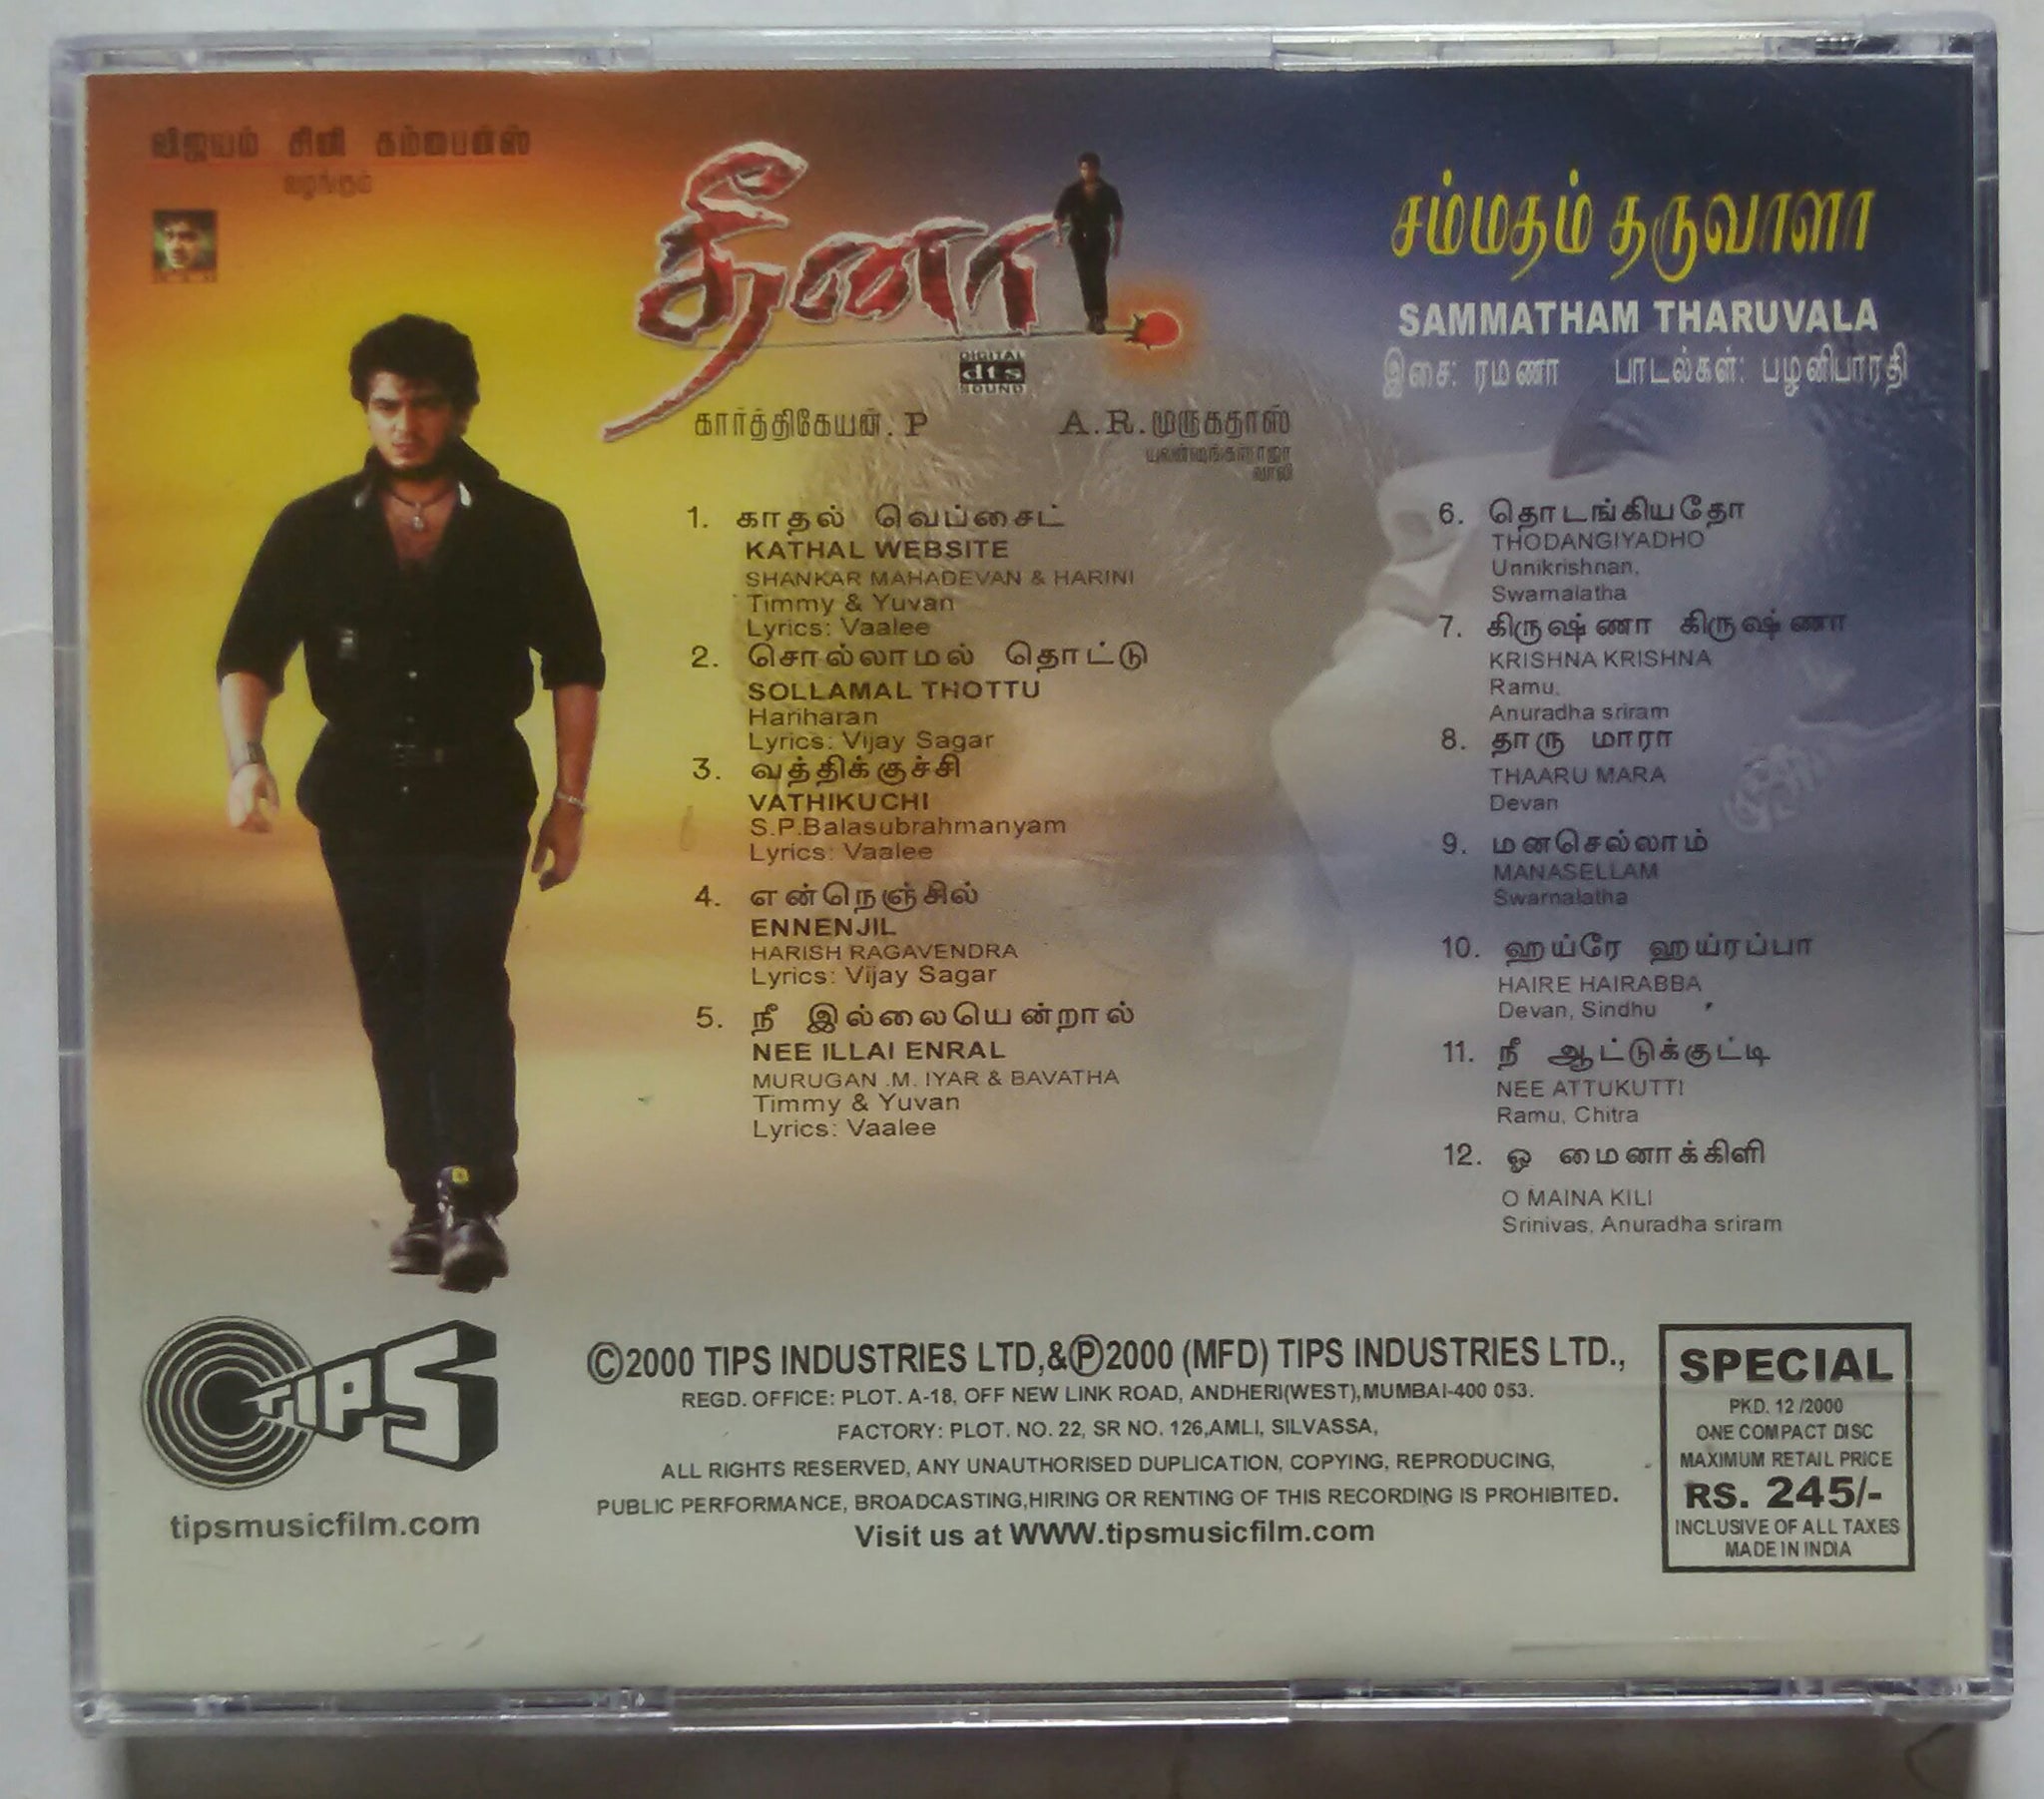 விஜயம் சினி கம்பைன்ஸ்
வழங்கும்
தீனா
DIGITAL
dts
SOUND
கார்த்திகேயன். P
A.R.முருகதாஸ்
யுவன்ஷங்கள்ராஜா
வாலி
1. காதல் வெப்சைட்
KATHAL WEBSITE
SHANKAR MAHADEVAN & HARINI
Timmy & Yuvan
Lyrics: Vaalee
2. சொல்லாமல் தொட்டு
SOLLAMAL THOTTU
Hariharan
Lyrics: Vijay Sagar
3. வத்திக்குச்சி
VATHIKUCHI
S.P.Balasubrahmanyam
Lyrics: Vaalee
4. என்நெஞ்சில்
ENNENJIL
HARISH RAGAVENDRA
Lyrics: Vijay Sagar
5. நீ இல்லையென்றால்
NEE ILLAI ENRAL
MURUGAN .M. IYAR & BAVATHA
Timmy & Yuvan
Lyrics: Vaalee
சம்மதம் தருவாளா
SAMMATHAM THARUVALA
இசை: ரமணா பாடல்கள்: பழனிபாரதி
6. தொடங்கியதோ
THODANGIYADHO
Unnikrishnan,
Swarnalatha
7. கிருஷ்ணா கிருஷ்ணா
KRISHNA KRISHNA
Ramu,
Anuradha sriram
8. தாரு மாரா
THAARU MARA
Devan
9. மனசெல்லாம்
MANASELLAM
Swarnalatha
10. ஹய்ரே ஹய்ரப்பா
HAIRE HAIRABBA
Devan, Sindhu
11. நீ ஆட்டுக்குட்டி
NEE ATTUKUTTI
Ramu, Chitra
12. ஓ மைனாக்கிளி
O MAINA KILI
Srinivas, Anuradha sriram
TIPS
tipsmusicfilm.com
©2000 TIPS INDUSTRIES LTD,&Ⓟ2000 (MFD) TIPS INDUSTRIES LTD.,
REGD. OFFICE: PLOT. A-18, OFF NEW LINK ROAD, ANDHERI(WEST),MUMBAI-400 053.
FACTORY: PLOT. NO. 22, SR NO. 126,AMLI, SILVASSA,
ALL RIGHTS RESERVED, ANY UNAUTHORISED DUPLICATION, COPYING, REPRODUCING,
PUBLIC PERFORMANCE, BROADCASTING,HIRING OR RENTING OF THIS RECORDING IS PROHIBITED.
Visit us at WWW.tipsmusicfilm.com
SPECIAL
PKD. 12 /2000
ONE COMPACT DISC
MAXIMUM RETAIL PRICE
RS. 245/-
INCLUSIVE OF ALL TAXES
MADE IN INDIA